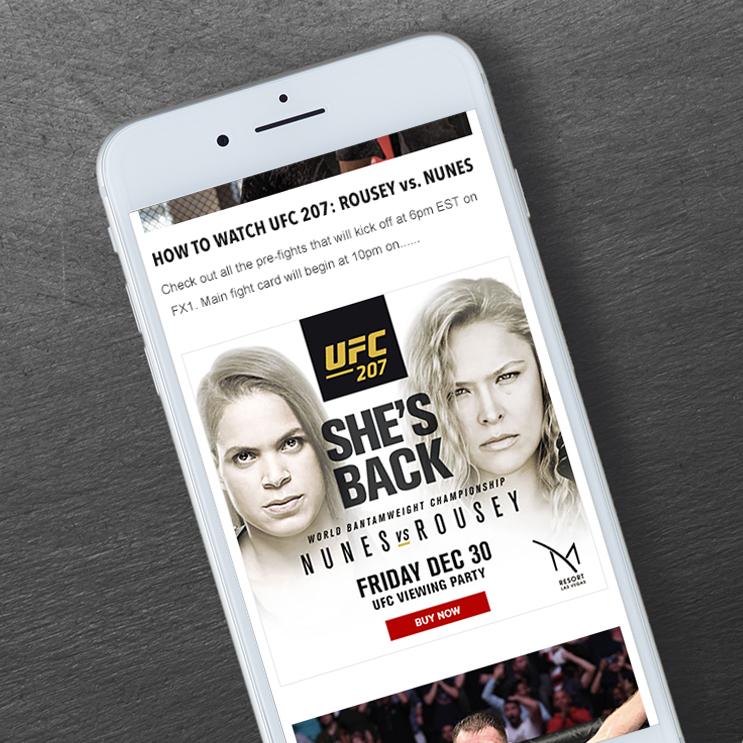 HOW TO WATCH UFC 207: ROUSEY vs. NUNES
Check out all the pre-fights that will kick off at 6pm EST on
FX1. Main fight card will begin at 10pm on......
UFC
207
SHE'S
BACK
WORLD BANTAMWEIGHT CHAMPIONSHIP
NUNES vs ROUSEY
FRIDAY DEC 30
UFC VIEWING PARTY
BUY NOW
M
RESORT
LAS VEGAS